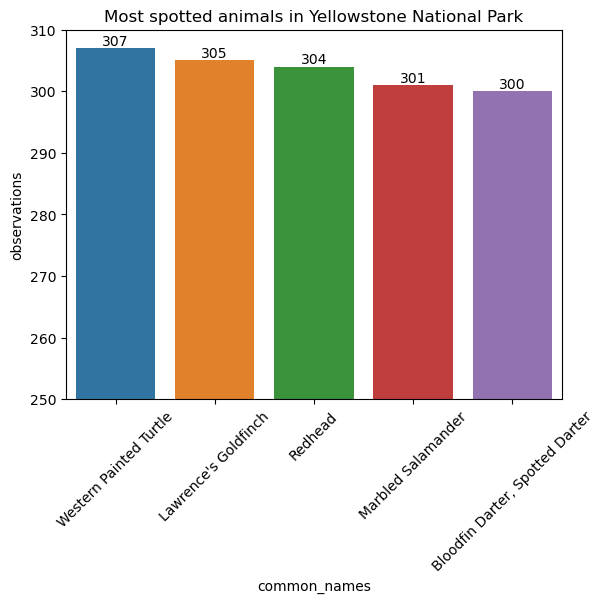 Most spotted animals in Yellowstone National Park
observations
310
300
290
280
270
260
250
307
305
304
301
300
Western Painted Turtle
Lawrence's Goldfinch
Redhead
Marbled Salamander
Bloodfin Darter, Spotted Darter
common_names